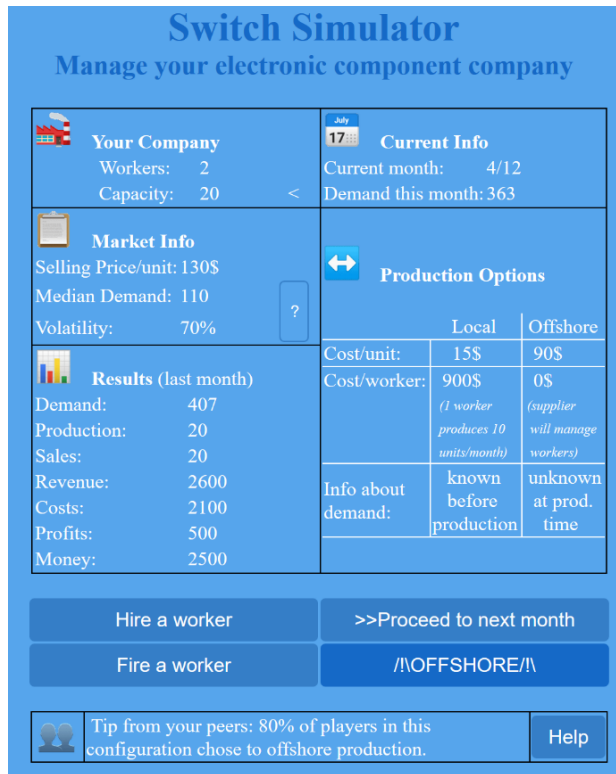 Switch Simulator
Manage your electronic component company
Your Company
Workers: 2
Capacity: 20 <
July
17
Current Info
Current month: 4/12
Demand this month: 363
Market Info
Selling Price/unit: 130$
Median Demand: 110
Volatility: 70%
?
Results (last month)
Demand: 407
Production: 20
Sales: 20
Revenue: 2600
Costs: 2100
Profits: 500
Money: 2500
Production Options
Local Offshore
Cost/unit: 15$ 90$
Cost/worker: 900$ 0$
(1 worker (supplier
produces 10 will manage
units/month) workers)
Info about demand: known before production unknown at prod. time
Hire a worker
>>Proceed to next month
Fire a worker
/!\OFFSHORE/!\
Tip from your peers: 80% of players in this
configuration chose to offshore production.
Help